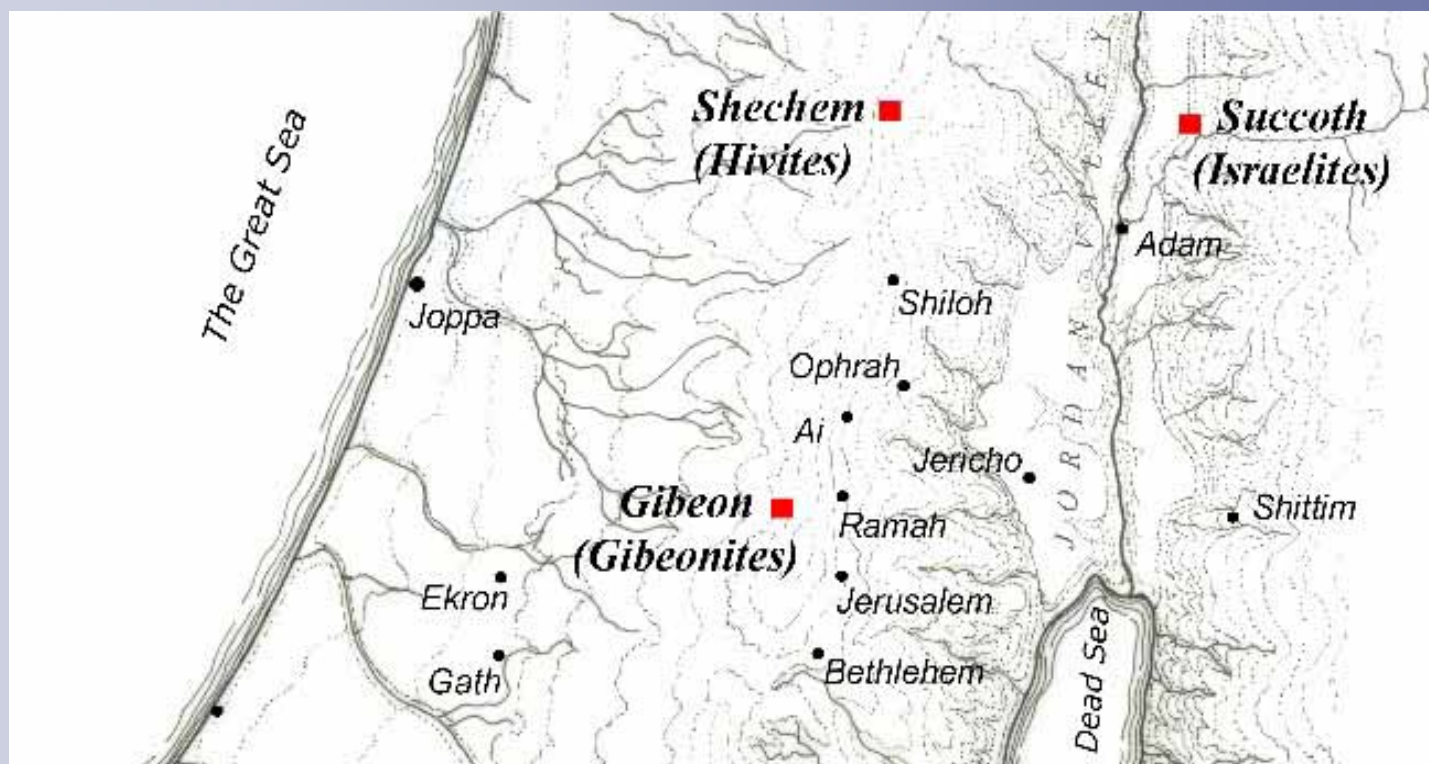 Shechem
(Hivites)
Succoth
(Israelites)
The Great Sea
Adam
Joppa
Shiloh
JORDAN VALLEY
Ophrah
Ai
Jericho
Gibeon
(Gibeonites)
Ramah
Shittim
Ekron
Jerusalem
Gath
Bethlehem
Dead Sea